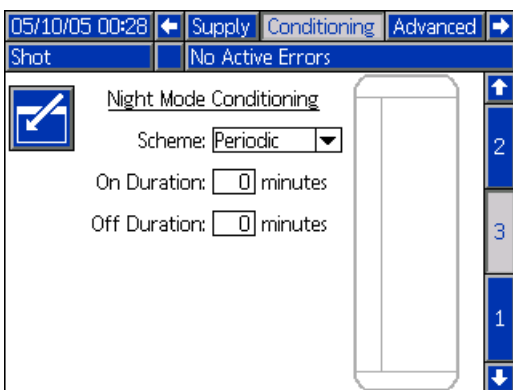 05/10/05 00:28 Supply Conditioning Advanced
Shot No Active Errors
Night Mode Conditioning
Scheme: Periodic
On Duration: 0 minutes
Off Duration: 0 minutes
2
3
1